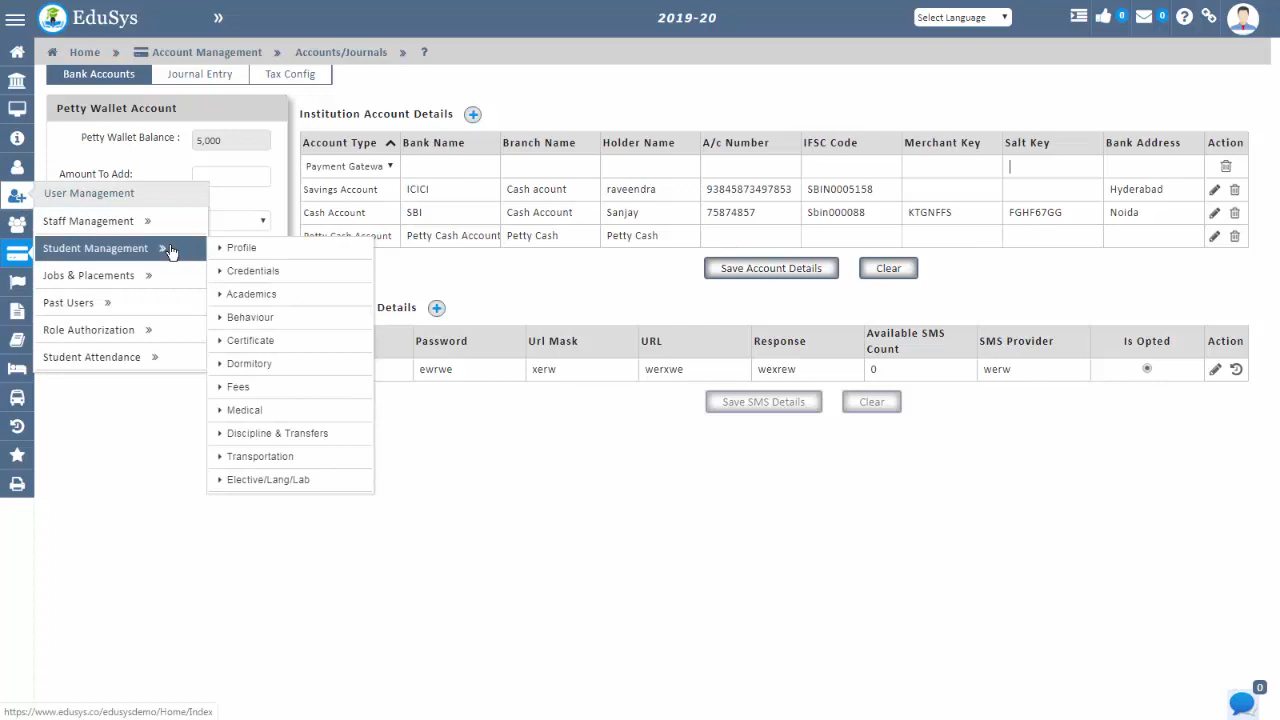 EduSys
»
2019-20
Select Language
0
0
?
Home » Account Management » Accounts/Journals » ?
Bank Accounts
Journal Entry
Tax Config
Petty Wallet Account
Petty Wallet Balance :
5,000
Amount To Add:
User Management
Staff Management »
Student Management »
Jobs & Placements »
Past Users »
Role Authorization »
Student Attendance »
Profile
Credentials
Academics
Behaviour
Certificate
Dormitory
Fees
Medical
Discipline & Transfers
Transportation
Elective/Lang/Lab
Institution Account Details
Account Type Bank Name Branch Name Holder Name A/c Number IFSC Code Merchant Key Salt Key Bank Address Action
Payment Gatewa
Savings Account ICICI Cash acount raveendra 93845873497853 SBIN0005158 Hyderabad
Cash Account SBI Cash Account Sanjay 75874857 Sbin000088 KTGNFFS FGHF67GG Noida
Petty Cash Account Petty Cash Account Petty Cash Petty Cash
Save Account Details
Clear
Details
Password Url Mask URL Response Available SMS Count SMS Provider Is Opted Action
ewrwe xerw werxwe wexrew 0 werw
Save SMS Details
Clear
0
https://www.edusys.co/edusysdemo/Home/Index